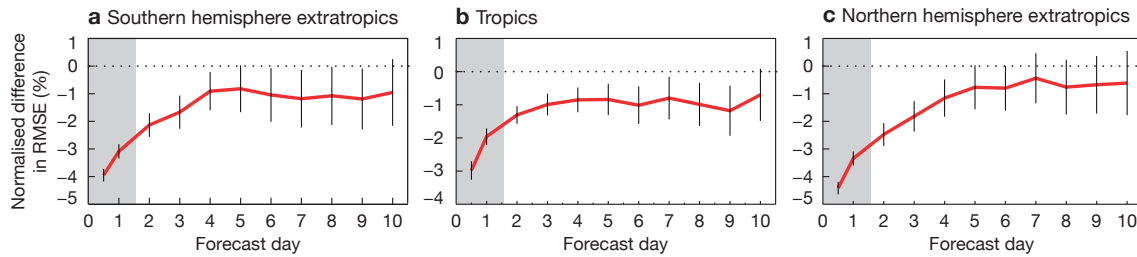 a Southern hemisphere extratropics
Normalised difference
in RMSE (%)
1
0
−1
−2
−3
−4
−5
0 1 2 3 4 5 6 7 8 9 10
Forecast day
b Tropics
1
0
−1
−2
−3
−4
0 1 2 3 4 5 6 7 8 9 10
Forecast day
c Northern hemisphere extratropics
1
0
−1
−2
−3
−4
−5
0 1 2 3 4 5 6 7 8 9 10
Forecast day